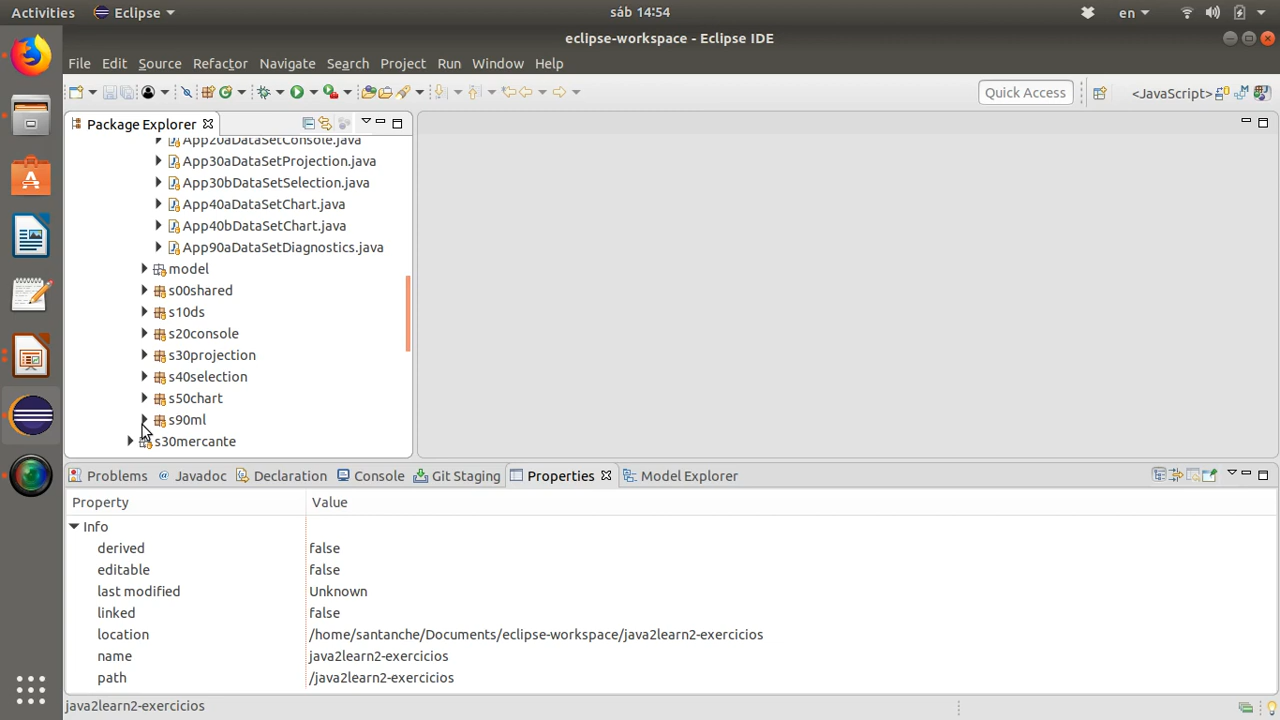 Activities Eclipse sáb 14:54 en
eclipse-workspace - Eclipse IDE
File Edit Source Refactor Navigate Search Project Run Window Help
Quick Access <JavaScript>
Package Explorer
App20aDataSetConsole.java
App30aDataSetProjection.java
App30bDataSetSelection.java
App40aDataSetChart.java
App40bDataSetChart.java
App90aDataSetDiagnostics.java
model
s00shared
s10ds
s20console
s30projection
s40selection
s50chart
s90ml
s30mercante
Problems @ Javadoc Declaration Console Git Staging Properties Model Explorer
Property Value
Info
derived false
editable false
last modified Unknown
linked false
location /home/santanche/Documents/eclipse-workspace/java2learn2-exercicios
name java2learn2-exercicios
path /java2learn2-exercicios
java2learn2-exercicios